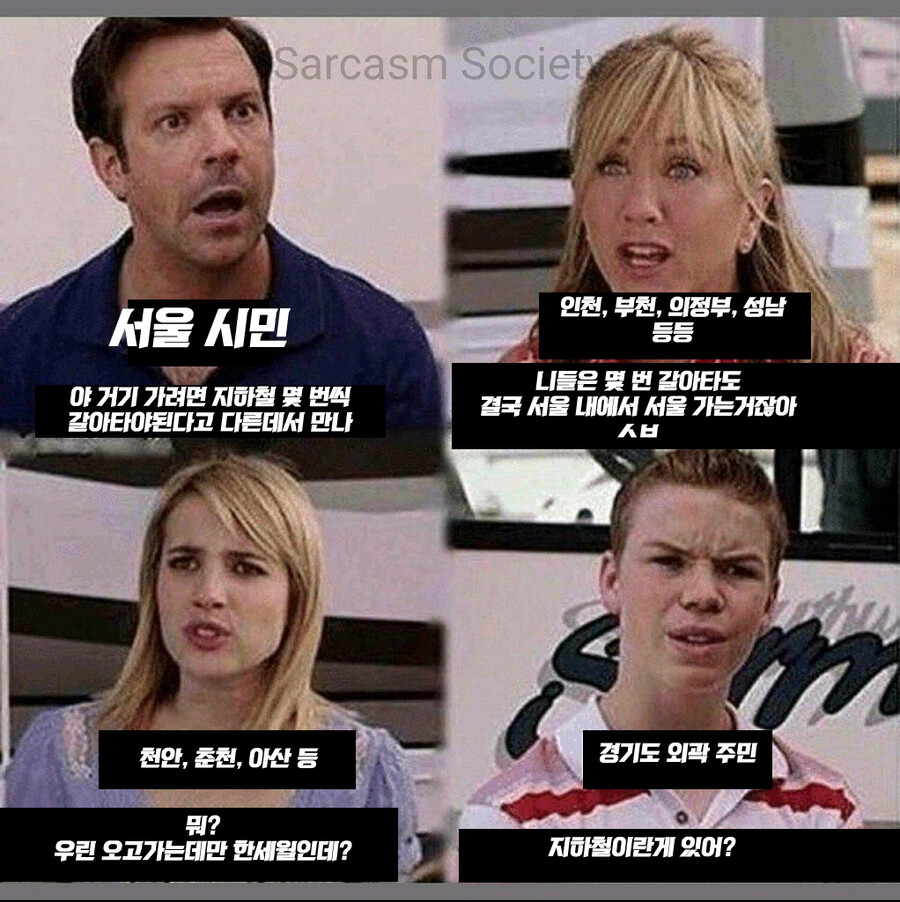 Sarcasm Society
서울 시민
야 거기 가려면 지하철 몇 번씩
갈아타야된다고 다른데서 만나
인천, 부천, 의정부, 성남
등등
니들은 몇 번 갈아타도
결국 서울 내에서 서울 가는거잖아
ㅅㅂ
천안, 춘천, 아산 등
뭐?
우린 오고가는데만 한세월인데?
경기도 외곽 주민
지하철이란게 있어?